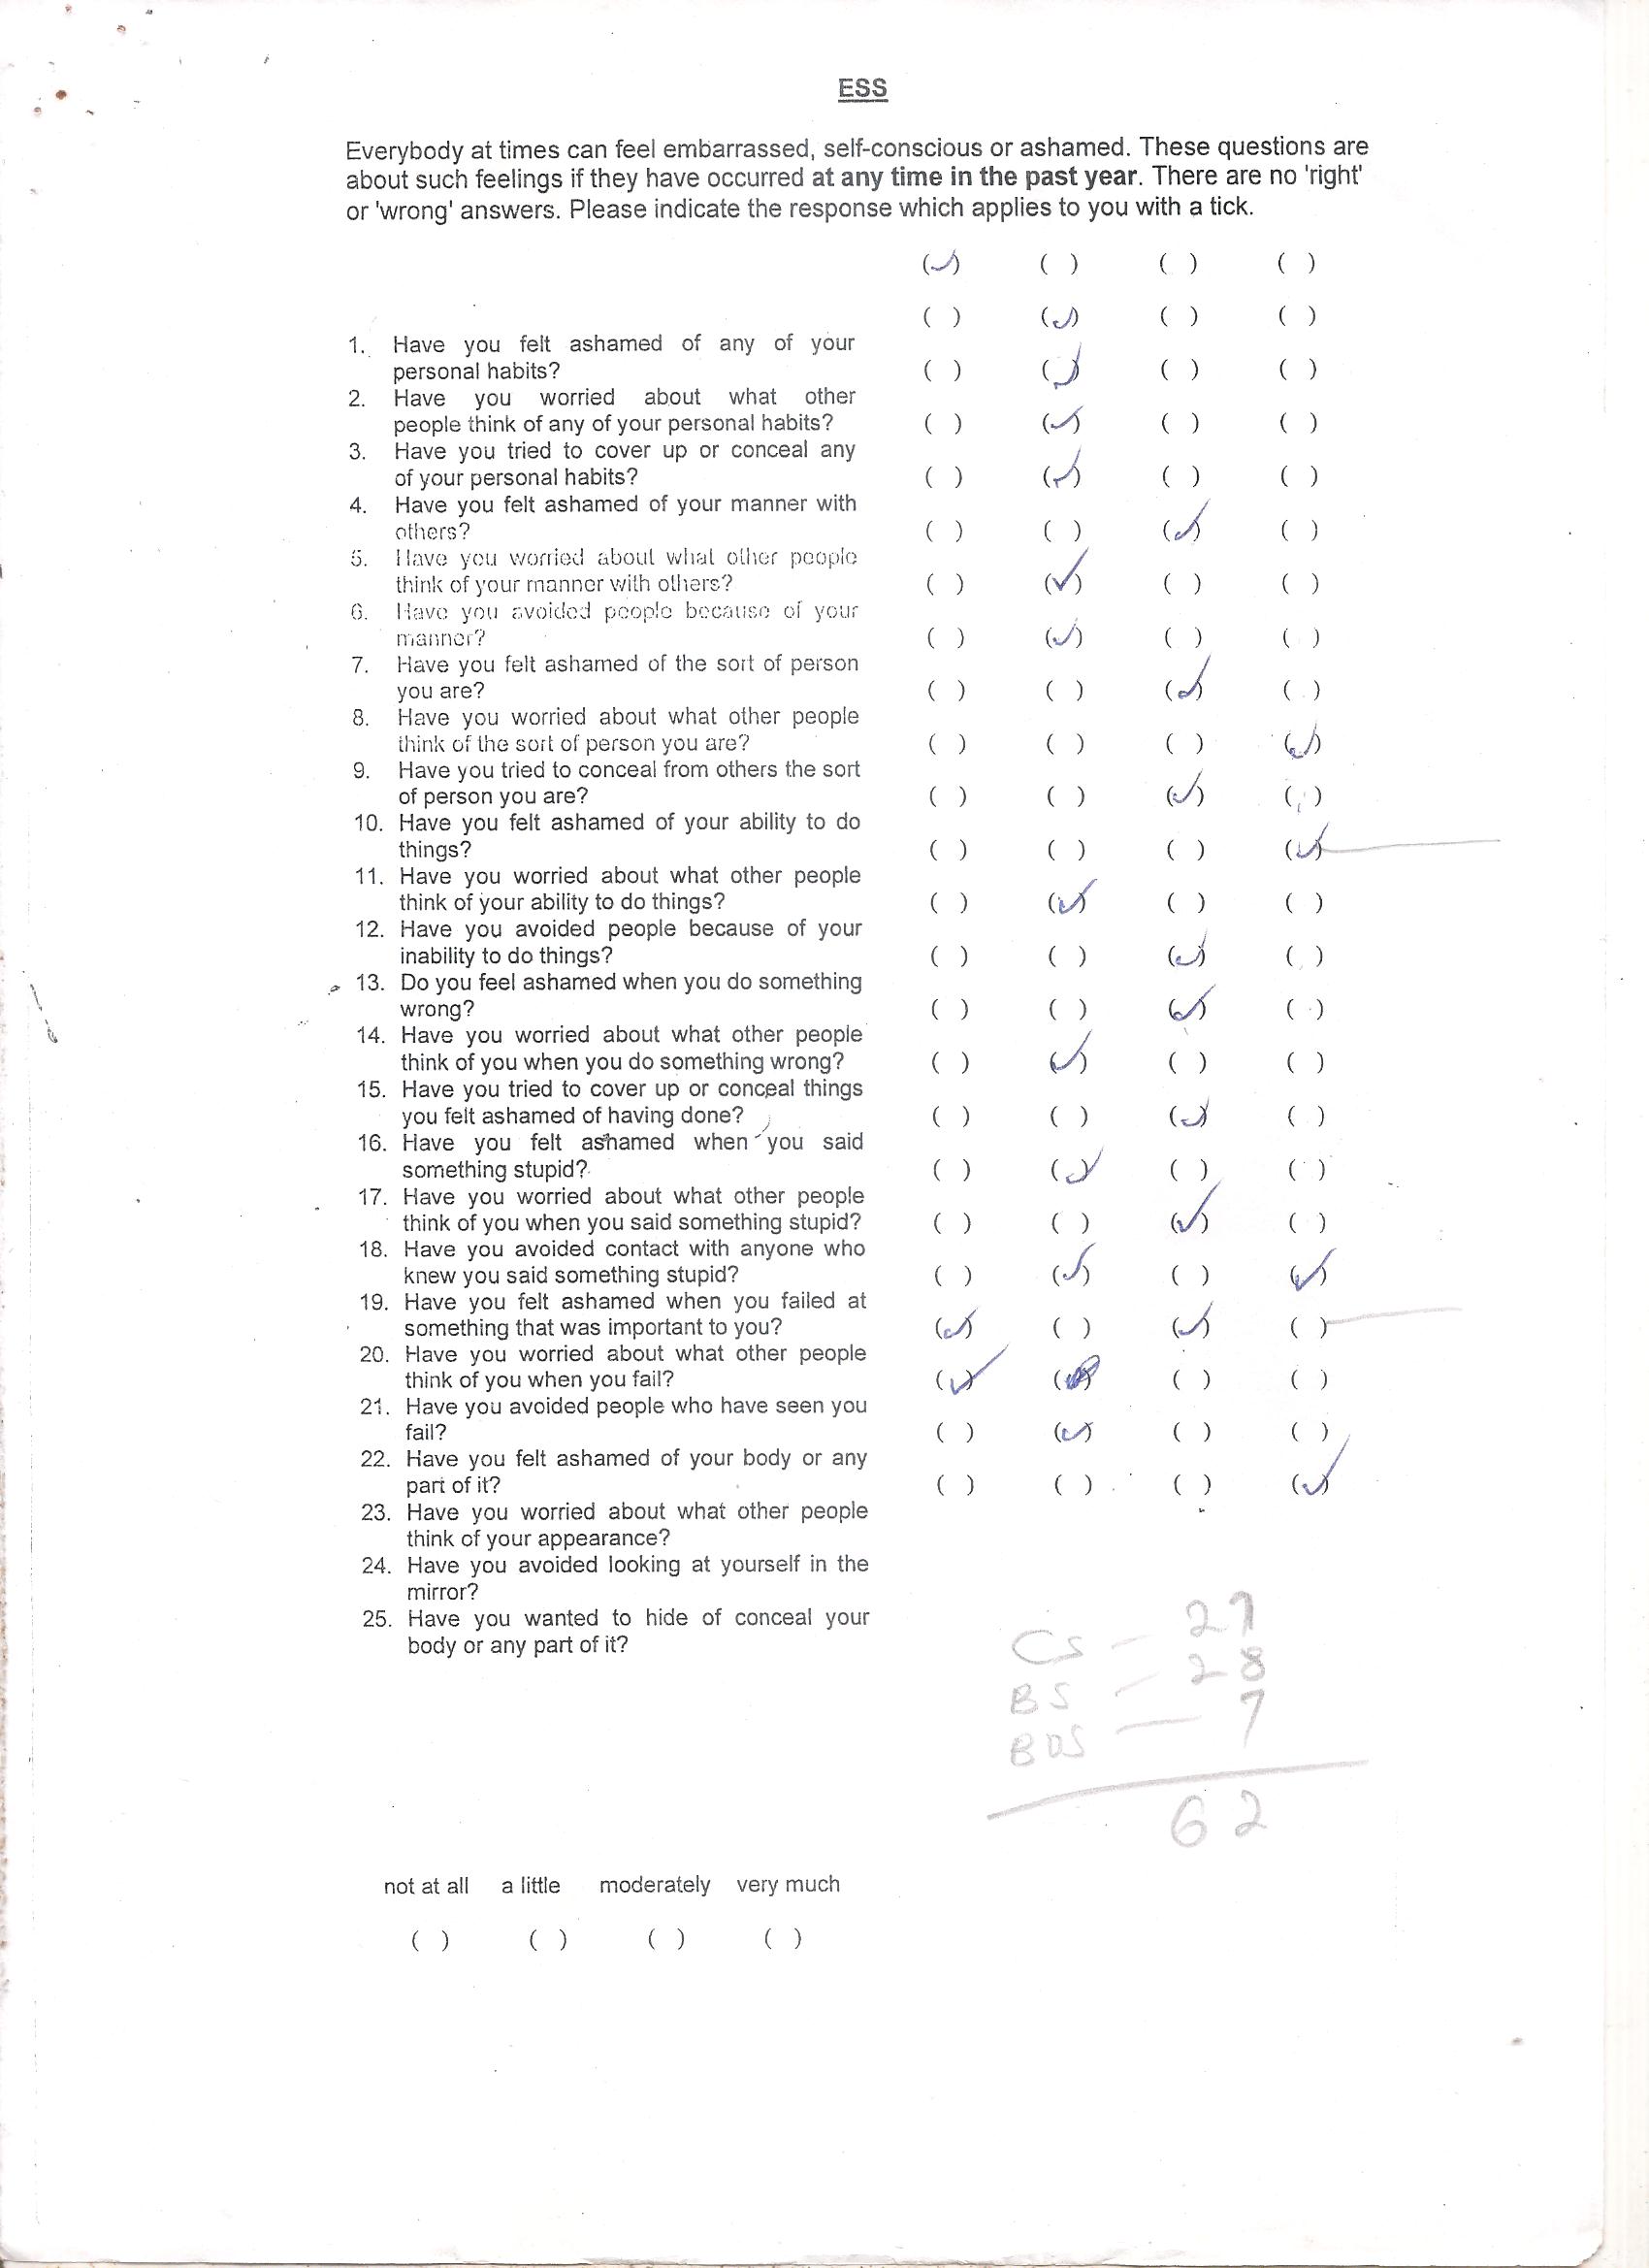 ESS
Everybody at times can feel embarrassed, self-conscious or ashamed. These questions are
about such feelings if they have occurred at any time in the past year. There are no 'right'
or 'wrong' answers. Please indicate the response which applies to you with a tick.
(✓) ( ) ( ) ( )
( ) (✓) ( ) ( )
1. Have you felt ashamed of any of your
personal habits? ( ) (✓) ( ) ( )
2. Have you worried about what other
people think of any of your personal habits? ( ) (✓) ( ) ( )
3. Have you tried to cover up or conceal any
of your personal habits? ( ) (✓) ( ) ( )
4. Have you felt ashamed of your manner with
others? ( ) ( ) (✓) ( )
5. Have you worried about what other people
think of your manner with others? ( ) (✓) ( ) ( )
6. Have you avoided people because of your
manner? ( ) (✓) ( ) ( )
7. Have you felt ashamed of the sort of person
you are? ( ) ( ) (✓) ( )
8. Have you worried about what other people
think of the sort of person you are? ( ) ( ) ( ) (✓)
9. Have you tried to conceal from others the sort
of person you are? ( ) ( ) (✓) ( )
10. Have you felt ashamed of your ability to do
things? ( ) ( ) ( ) (✓)
11. Have you worried about what other people
think of your ability to do things? ( ) (✓) ( ) ( )
12. Have you avoided people because of your
inability to do things? ( ) ( ) (✓) ( )
13. Do you feel ashamed when you do something
wrong? ( ) ( ) (✓) ( )
14. Have you worried about what other people
think of you when you do something wrong? ( ) (✓) ( ) ( )
15. Have you tried to cover up or conceal things
you felt ashamed of having done? ( ) ( ) (✓) ( )
16. Have you felt ashamed when you said
something stupid? ( ) (✓) ( ) ( )
17. Have you worried about what other people
think of you when you said something stupid? ( ) ( ) (✓) ( )
18. Have you avoided contact with anyone who
knew you said something stupid? ( ) (✓) ( ) (✓)
19. Have you felt ashamed when you failed at
something that was important to you? (✓) ( ) (✓) ( )
20. Have you worried about what other people
think of you when you fail? (✓) ( ) ( ) ( )
21. Have you avoided people who have seen you
fail? ( ) (✓) ( ) ( )
22. Have you felt ashamed of your body or any
part of it? ( ) ( ) ( ) (✓)
23. Have you worried about what other people
think of your appearance?
24. Have you avoided looking at yourself in the
mirror?
25. Have you wanted to hide of conceal your
body or any part of it?
CS – 27
BS – 28
BDS — 7
62
not at all a little moderately very much
( ) ( ) ( ) ( )